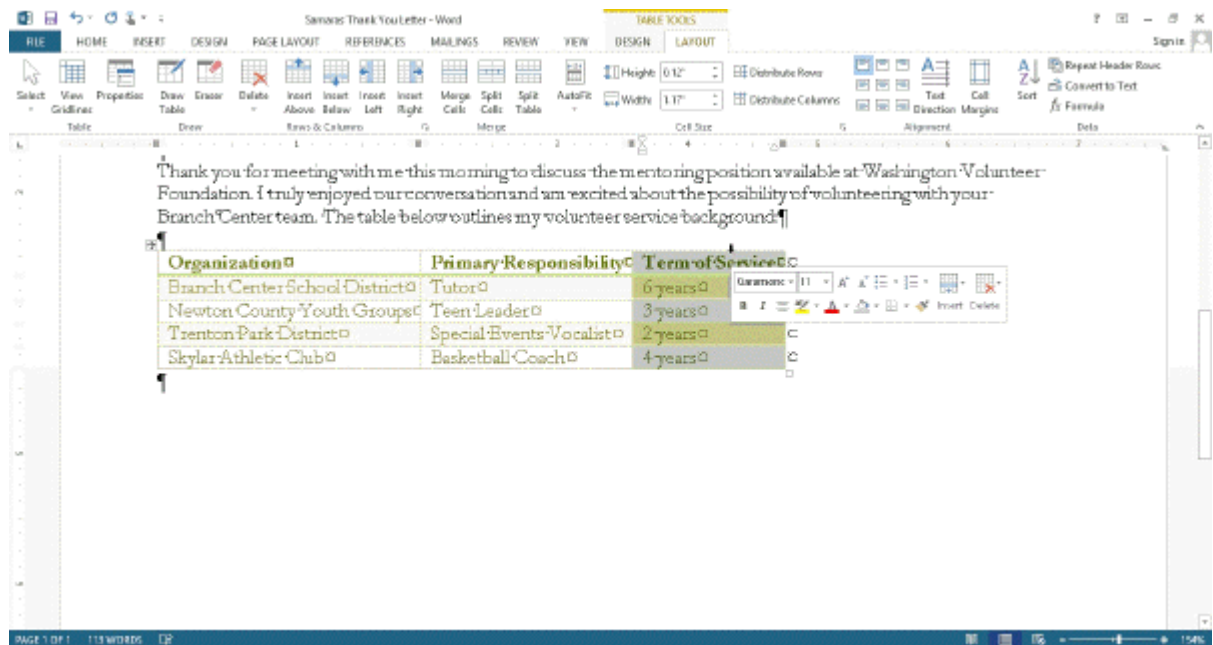 Samaras Thank You Letter - Word
TABLE TOOLS
FILE HOME INSERT DESIGN PAGE LAYOUT REFERENCES MAILINGS REVIEW VIEW DESIGN LAYOUT Sign in
Select View Gridlines Properties Draw Table Eraser Delete Insert Above Insert Below Insert Left Insert Right Merge Cells Split Cells Split Table AutoFit
Height: 0.12" Distribute Rows
Width: 1.17" Distribute Columns
Text Direction Cell Margins Sort
Repeat Header Rows
Convert to Text
fx Formula
Table Draw Rows & Columns Merge Cell Size Alignment Data
Thank you for meeting with me this morning to discuss the mentoring position available at Washington Volunteer
Foundation. I truly enjoyed our conversation and am excited about the possibility of volunteering with your
Branch Center team. The table below outlines my volunteer service background:¶
¶
Organization¤ Primary Responsibility¤ Term of Service¤
Garamond 11
Branch Center School District¤ Tutor¤ 6 years¤
B I Insert Delete
Newton County Youth Groups¤ Teen Leader¤ 3 years¤
Trenton Park District¤ Special Events Vocalist¤ 2 years¤
Skylar Athletic Club¤ Basketball Coach¤ 4 years¤
¶
PAGE 1 OF 1 113 WORDS 154%